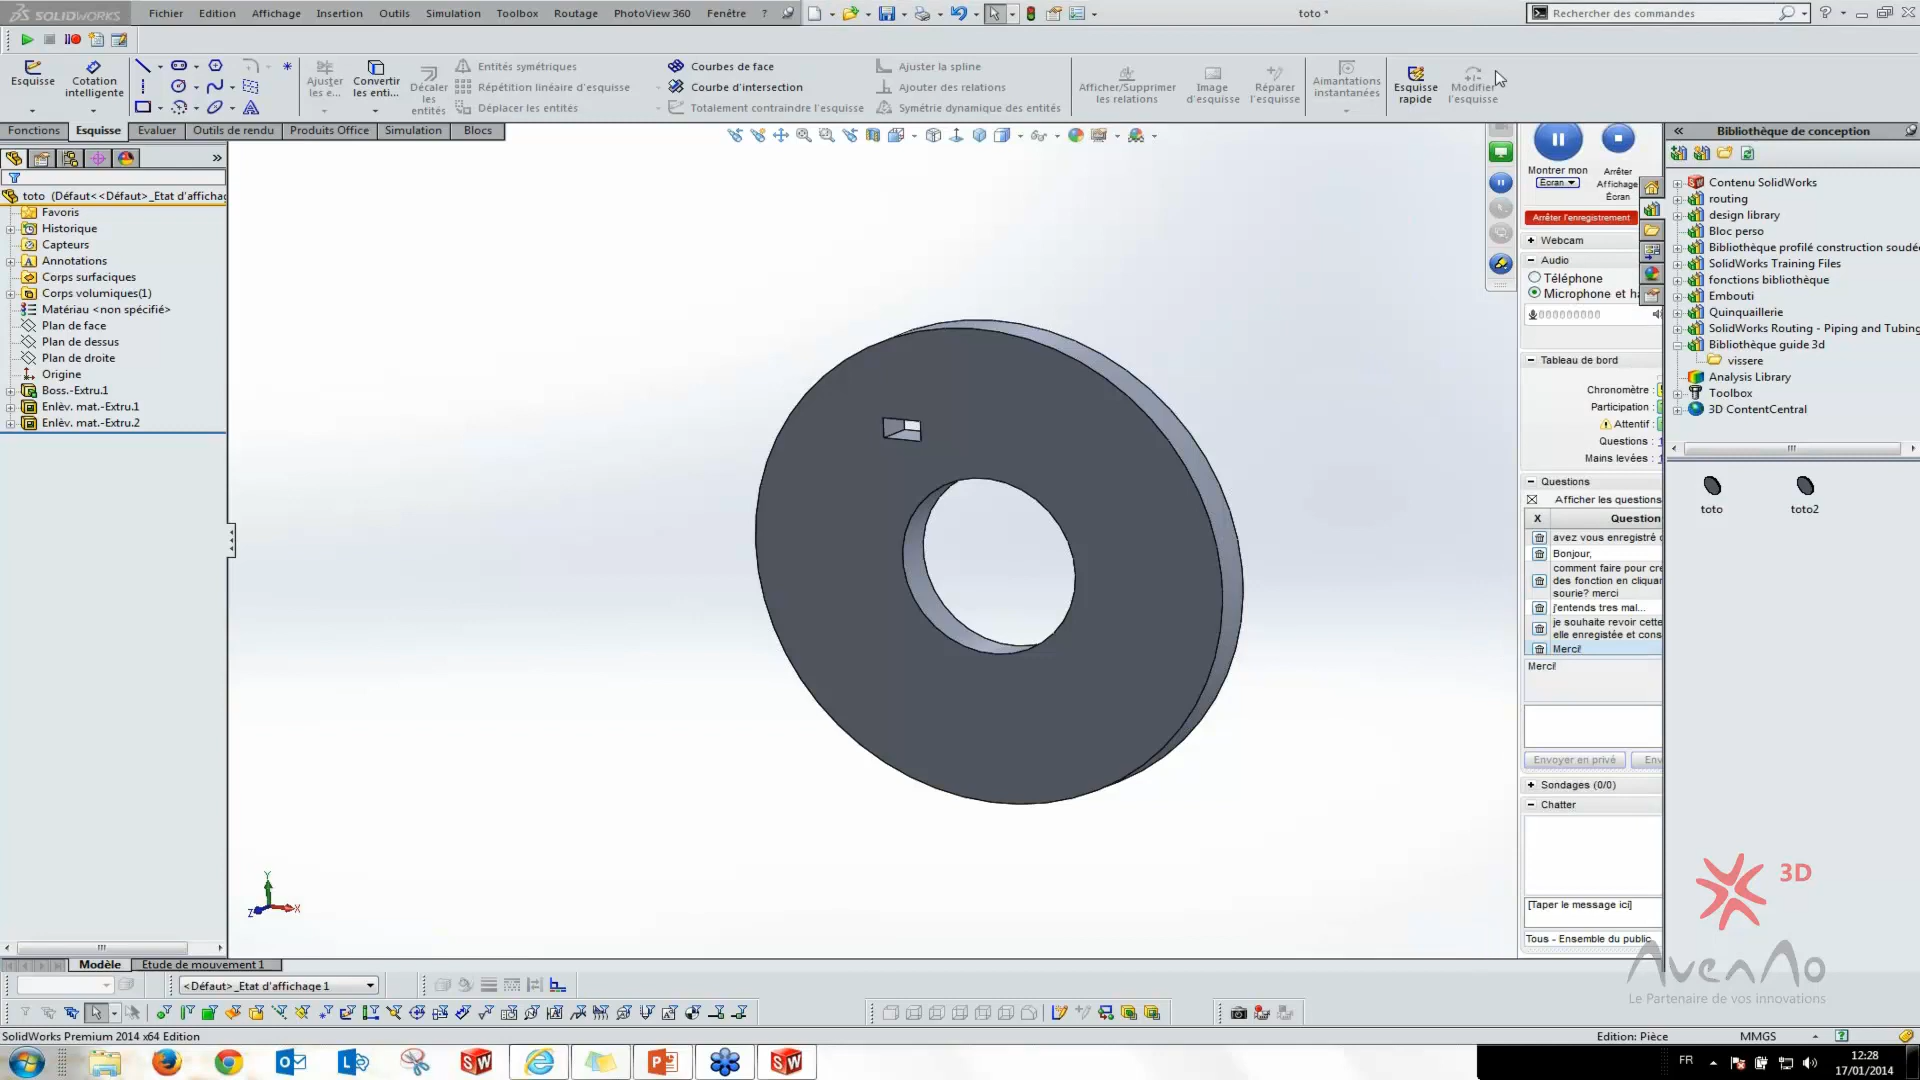 SOLIDWORKS
Fichier Edition Affichage Insertion Outils Simulation Toolbox Routage PhotoView 360 Fenêtre ?
toto *
Rechercher des commandes
Esquisse
Cotation intelligente
Ajuster les e...
Convertir les enti...
Décaler les entités
Entités symétriques
Répétition linéaire d'esquisse
Déplacer les entités
Courbes de face
Courbe d'intersection
Totalement contraindre l'esquisse
Ajuster la spline
Ajouter des relations
Symétrie dynamique des entités
Afficher/Supprimer les relations
Image d'esquisse
Réparer l'esquisse
Aimantations instantanées
Esquisse rapide
Modifier l'esquisse
Fonctions Esquisse Evaluer Outils de rendu Produits Office Simulation Blocs
toto (Défaut<<Défaut>_Etat d'affichag
Favoris
Historique
Capteurs
Annotations
Corps surfaciques
Corps volumiques(1)
Matériau <non spécifié>
Plan de face
Plan de dessus
Plan de droite
Origine
Boss.-Extru.1
Enlèv. mat.-Extru.1
Enlèv. mat.-Extru.2
Y
Z
X
Montrer mon
Écran
Arrêter
Affichage
Écran
Arrêter l'enregistrement
Webcam
Audio
Téléphone
Microphone et h
Tableau de bord
Chronomètre :
Participation :
Attentif :
Questions :
Mains levées :
Questions
Afficher les questions
X Question
avez vous enregistré
Bonjour,
comment faire pour cré
des fonction en cliquan
sourie? merci
j'entends tres mal...
je souhaite revoir cette
elle enregistée et cons
Merci!
Merci!
Envoyer en privé Env
Sondages (0/0)
Chatter
[Taper le message ici]
Tous - Ensemble du public
Bibliothèque de conception
Contenu SolidWorks
routing
design library
Bloc perso
Bibliothèque profilé construction soudée
SolidWorks Training Files
fonctions bibliothèque
Embouti
Quinquaillerie
SolidWorks Routing - Piping and Tubing
Bibliothèque guide 3d
vissere
Analysis Library
Toolbox
3D ContentCentral
toto toto2
3D
AvenAo
Le Partenaire de vos innovations
Modèle Etude de mouvement 1
<Défaut>_Etat d'affichage 1
SolidWorks Premium 2014 x64 Edition
Edition: Pièce MMGS
FR
12:28
17/01/2014